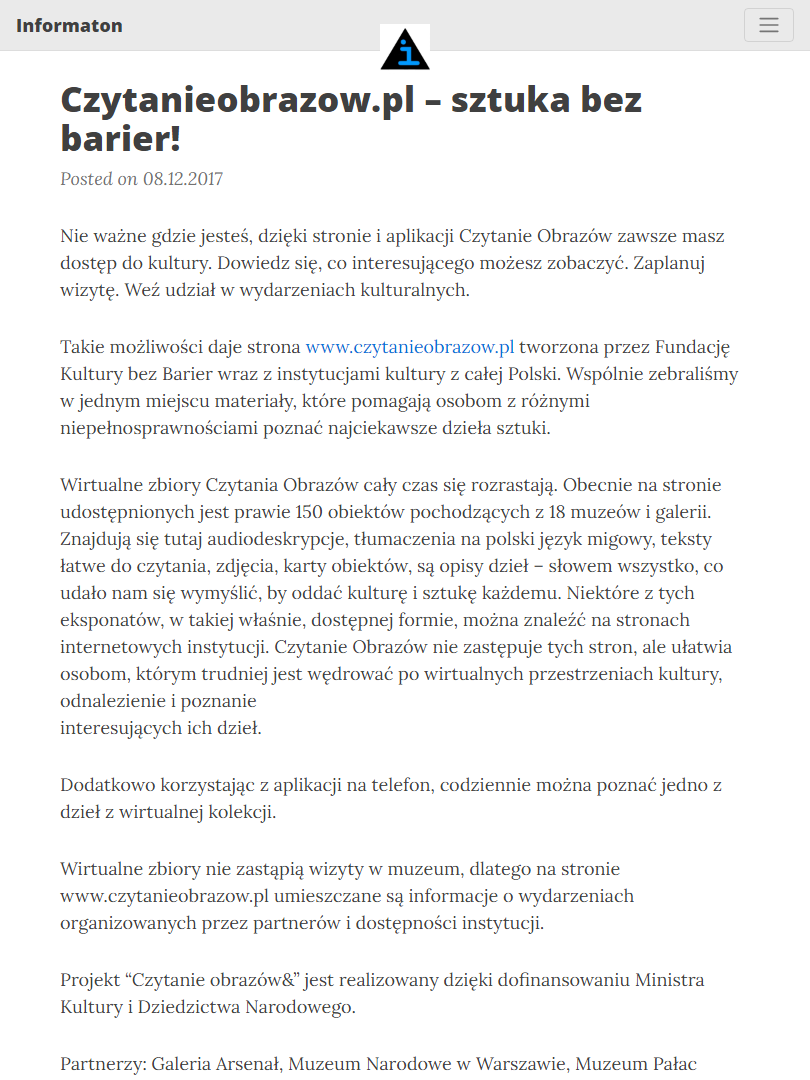 Informaton
i
Czytanieobrazow.pl – sztuka bez
barier!
Posted on 08.12.2017
Nie ważne gdzie jesteś, dzięki stronie i aplikacji Czytanie Obrazów zawsze masz
dostęp do kultury. Dowiedz się, co interesującego możesz zobaczyć. Zaplanuj
wizytę. Weź udział w wydarzeniach kulturalnych.
Takie możliwości daje strona www.czytanieobrazow.pl tworzona przez Fundację
Kultury bez Barier wraz z instytucjami kultury z całej Polski. Wspólnie zebraliśmy
w jednym miejscu materiały, które pomagają osobom z różnymi
niepełnosprawnościami poznać najciekawsze dzieła sztuki.
Wirtualne zbiory Czytania Obrazów cały czas się rozrastają. Obecnie na stronie
udostępnionych jest prawie 150 obiektów pochodzących z 18 muzeów i galerii.
Znajdują się tutaj audiodeskrypcje, tłumaczenia na polski język migowy, teksty
łatwe do czytania, zdjęcia, karty obiektów, są opisy dzieł – słowem wszystko, co
udało nam się wymyślić, by oddać kulturę i sztukę każdemu. Niektóre z tych
eksponatów, w takiej właśnie, dostępnej formie, można znaleźć na stronach
internetowych instytucji. Czytanie Obrazów nie zastępuje tych stron, ale ułatwia
osobom, którym trudniej jest wędrować po wirtualnych przestrzeniach kultury,
odnalezienie i poznanie
interesujących ich dzieł.
Dodatkowo korzystając z aplikacji na telefon, codziennie można poznać jedno z
dzieł z wirtualnej kolekcji.
Wirtualne zbiory nie zastąpią wizyty w muzeum, dlatego na stronie
www.czytanieobrazow.pl umieszczane są informacje o wydarzeniach
organizowanych przez partnerów i dostępności instytucji.
Projekt “Czytanie obrazów&” jest realizowany dzięki dofinansowaniu Ministra
Kultury i Dziedzictwa Narodowego.
Partnerzy: Galeria Arsenał, Muzeum Narodowe w Warszawie, Muzeum Pałac